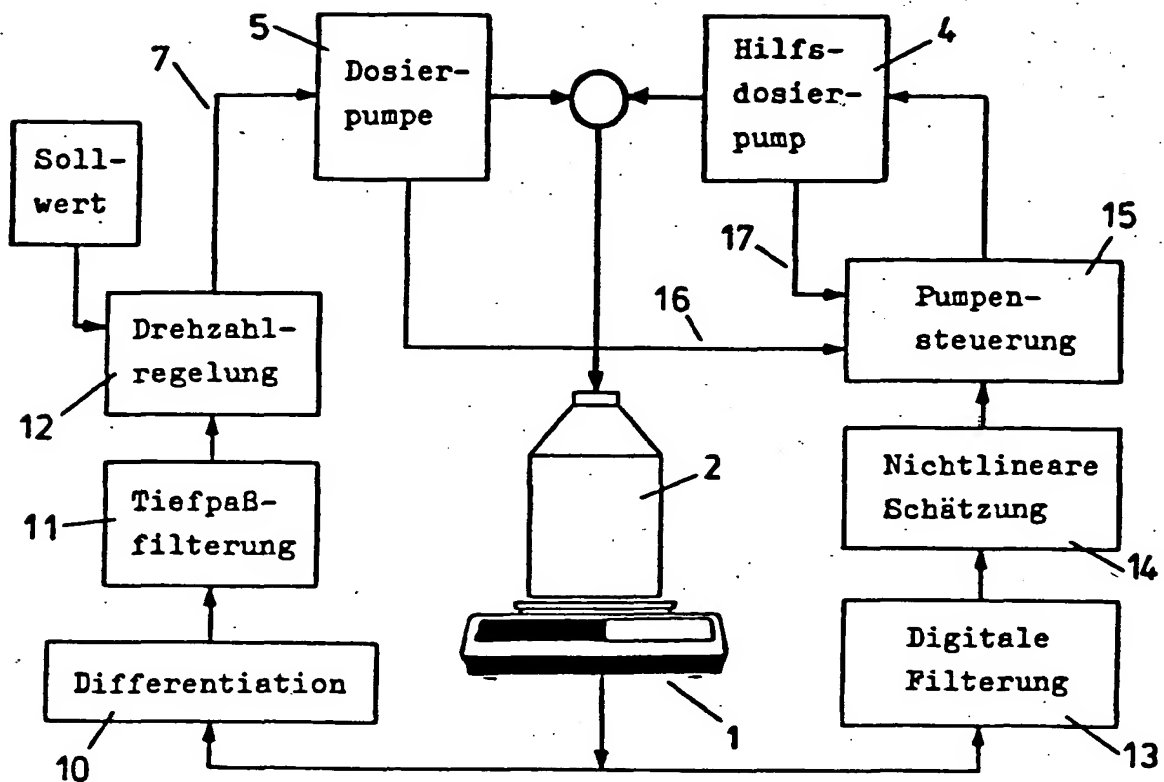 5
4
7
Dosier-
pumpe
Hilfs-
dosier-
pump
Soll-
wert
17
15
16
Drehzahl-
regelung
Pumpen-
steuerung
12
2
Nichtlineare
Schätzung
11
Tiefpaß-
filterung
14
Digitale
Filterung
Differentiation
10
1
13